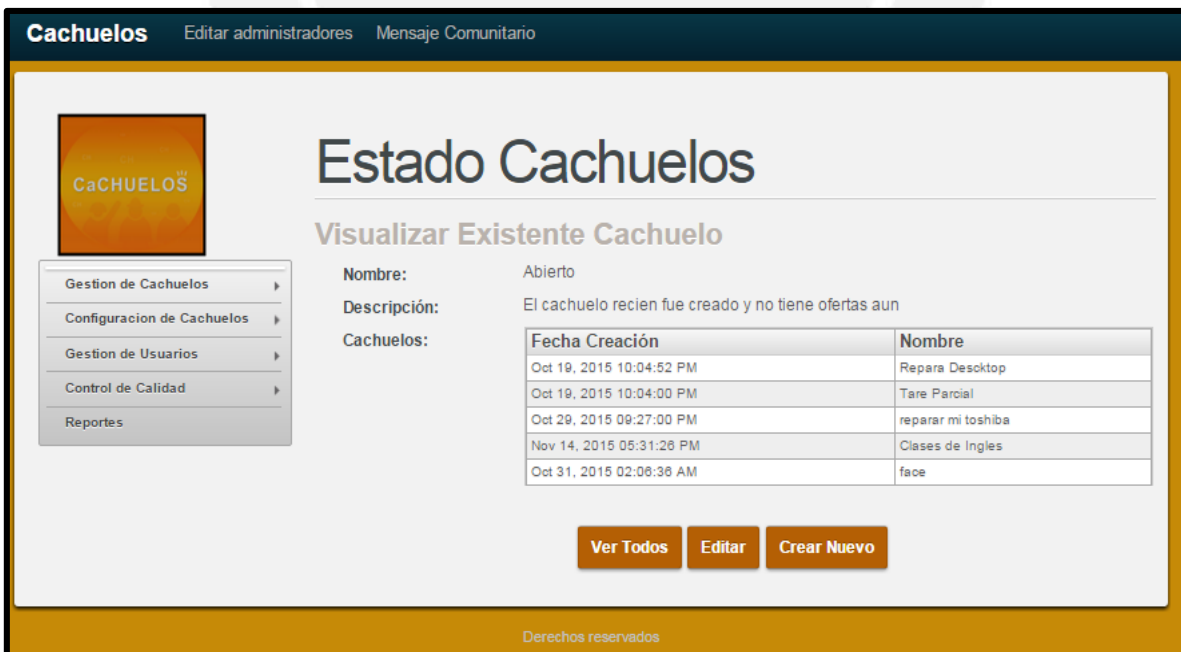 Cachuelos Editar administradores Mensaje Comunitario
CaCHUELOS
Estado Cachuelos
Visualizar Existente Cachuelo
Gestion de Cachuelos
Configuracion de Cachuelos
Gestion de Usuarios
Control de Calidad
Reportes
Nombre: Abierto
Descripción: El cachuelo recien fue creado y no tiene ofertas aun
Cachuelos:
Fecha Creación Nombre
Oct 19, 2015 10:04:52 PM Repara Descktop
Oct 19, 2015 10:04:00 PM Tare Parcial
Oct 29, 2015 09:27:00 PM reparar mi toshiba
Nov 14, 2015 05:31:26 PM Clases de Ingles
Oct 31, 2015 02:06:36 AM face
Ver Todos Editar Crear Nuevo
Derechos reservados